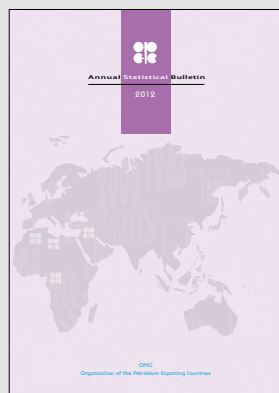 Annual Statistical Bulletin
2012
OPEC
Organization of the Petroleum Exporting Countries